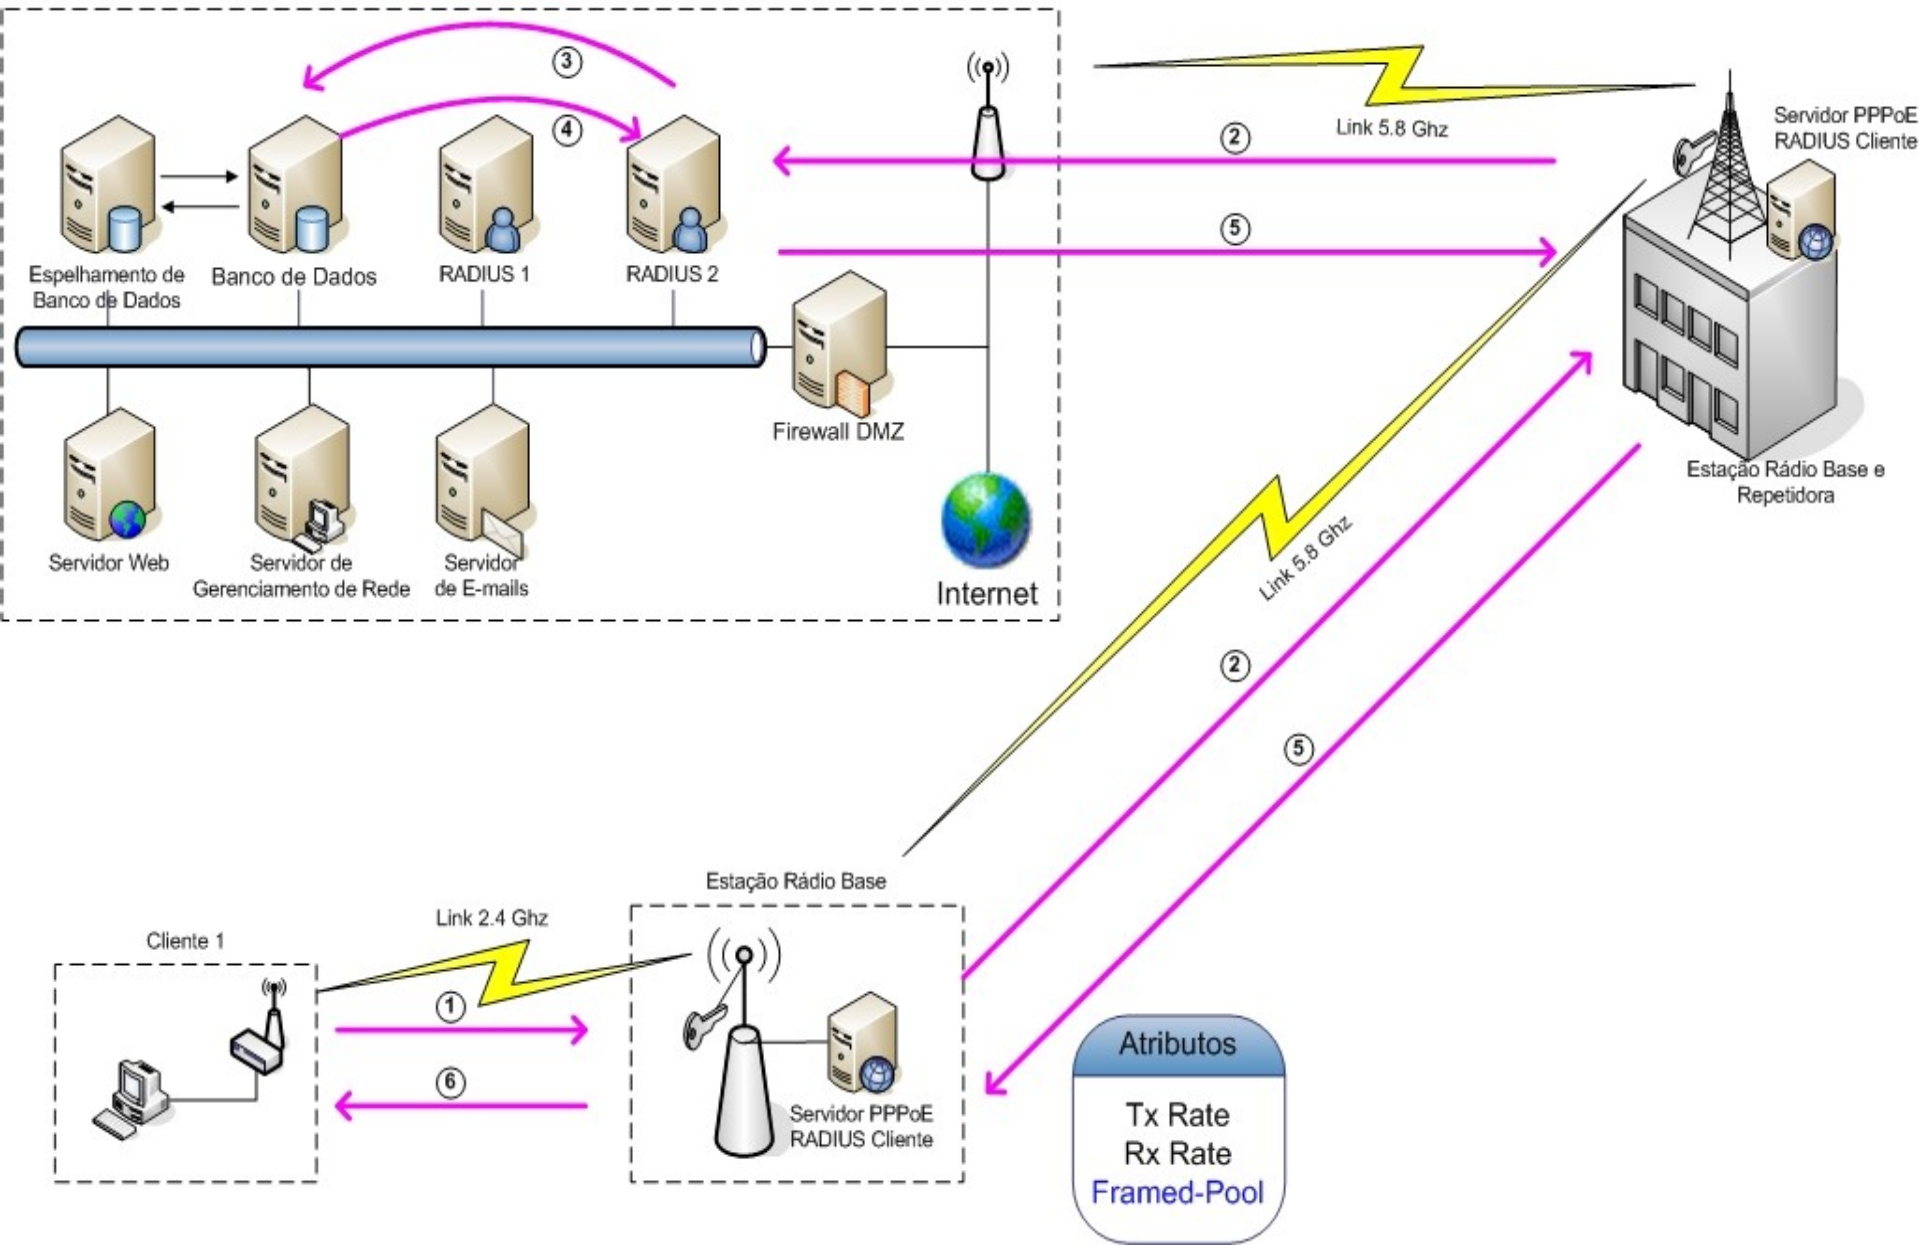 3
4
Link 5.8 Ghz
2
Servidor PPPoE
RADIUS Cliente
5
Espelhamento de
Banco de Dados
Banco de Dados
RADIUS 1
RADIUS 2
Firewall DMZ
Servidor Web
Servidor de
Gerenciamento de Rede
Servidor
de E-mails
Internet
Estação Rádio Base e
Repetidora
Link 5.8 Ghz
2
5
Estação Rádio Base
Link 2.4 Ghz
Cliente 1
1
6
Servidor PPPoE
RADIUS Cliente
Atributos
Tx Rate
Rx Rate
Framed-Pool